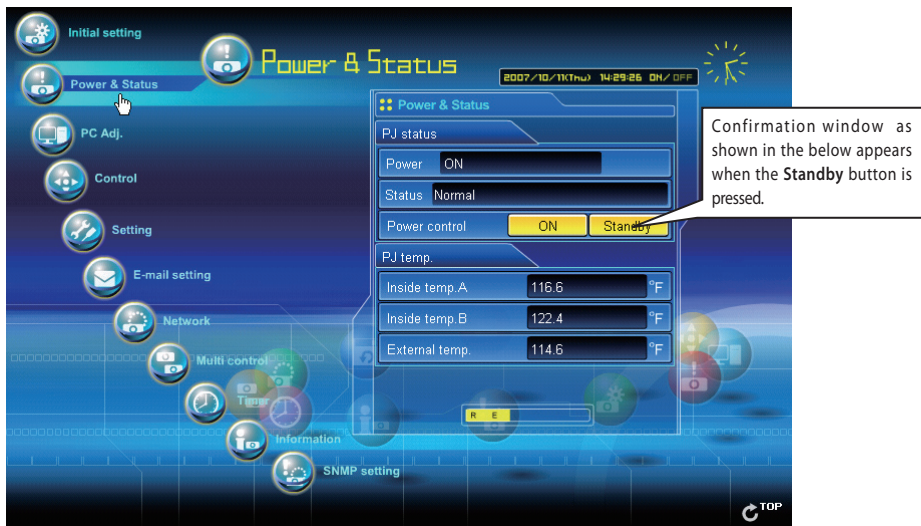 Initial setting
Power & Status
Power & Status
2007/10/11(Thu) 14:29:26 ON/OFF
PC Adj.
Control
Setting
E-mail setting
Network
Multi control
Timer
Information
SNMP setting
Power & Status
PJ status
Power ON
Status Normal
Power control ON Standby
PJ temp.
Inside temp.A 116.6 °F
Inside temp.B 122.4 °F
External temp. 114.6 °F
R E
TOP
Confirmation window as
shown in the below appears
when the Standby button is
pressed.